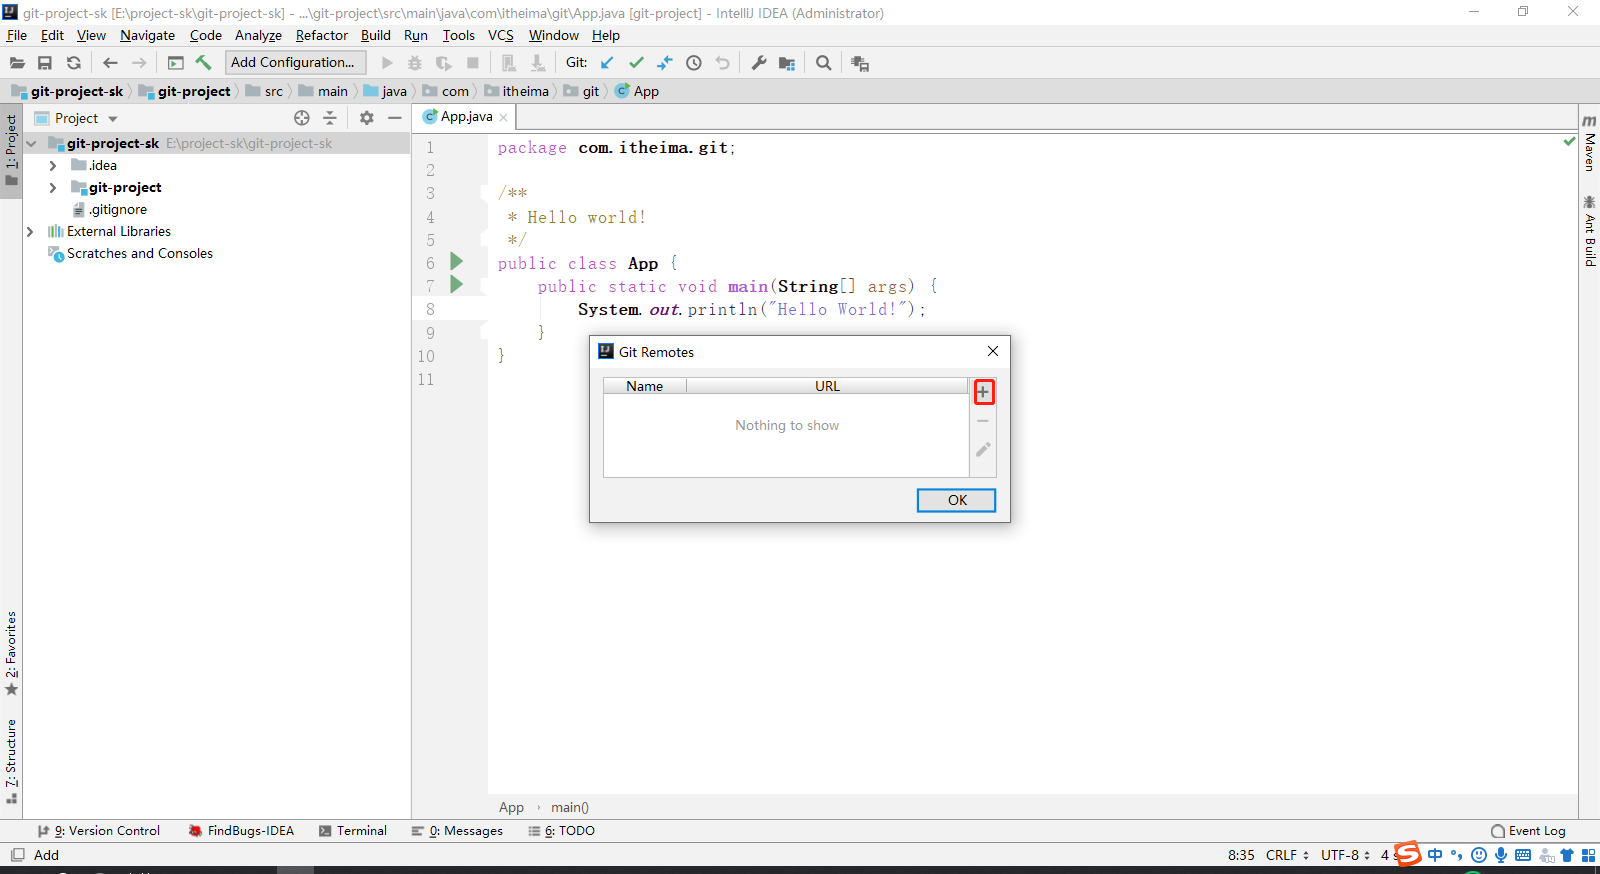 git-project-sk [E:\project-sk\git-project-sk] - ...\git-project\src\main\java\com\itheima\git\App.java [git-project] - IntelliJ IDEA (Administrator)
File Edit View Navigate Code Analyze Refactor Build Run Tools VCS Window Help
Add Configuration... Git:
git-project-sk git-project src main java com itheima git App
1: Project
Project
App.java
git-project-sk E:\project-sk\git-project-sk
.idea
git-project
.gitignore
External Libraries
Scratches and Consoles
1 package com.itheima.git;
2
3 /**
4 * Hello world!
5 */
6 public class App {
7 public static void main(String[] args) {
8 System.out.println("Hello World!");
9 }
10 }
11
Git Remotes
Name URL
Nothing to show
OK
Maven
Ant Build
2: Favorites
7: Structure
App › main()
9: Version Control FindBugs-IDEA Terminal 0: Messages 6: TODO Event Log
Add 8:35 CRLF UTF-8 4 s 中